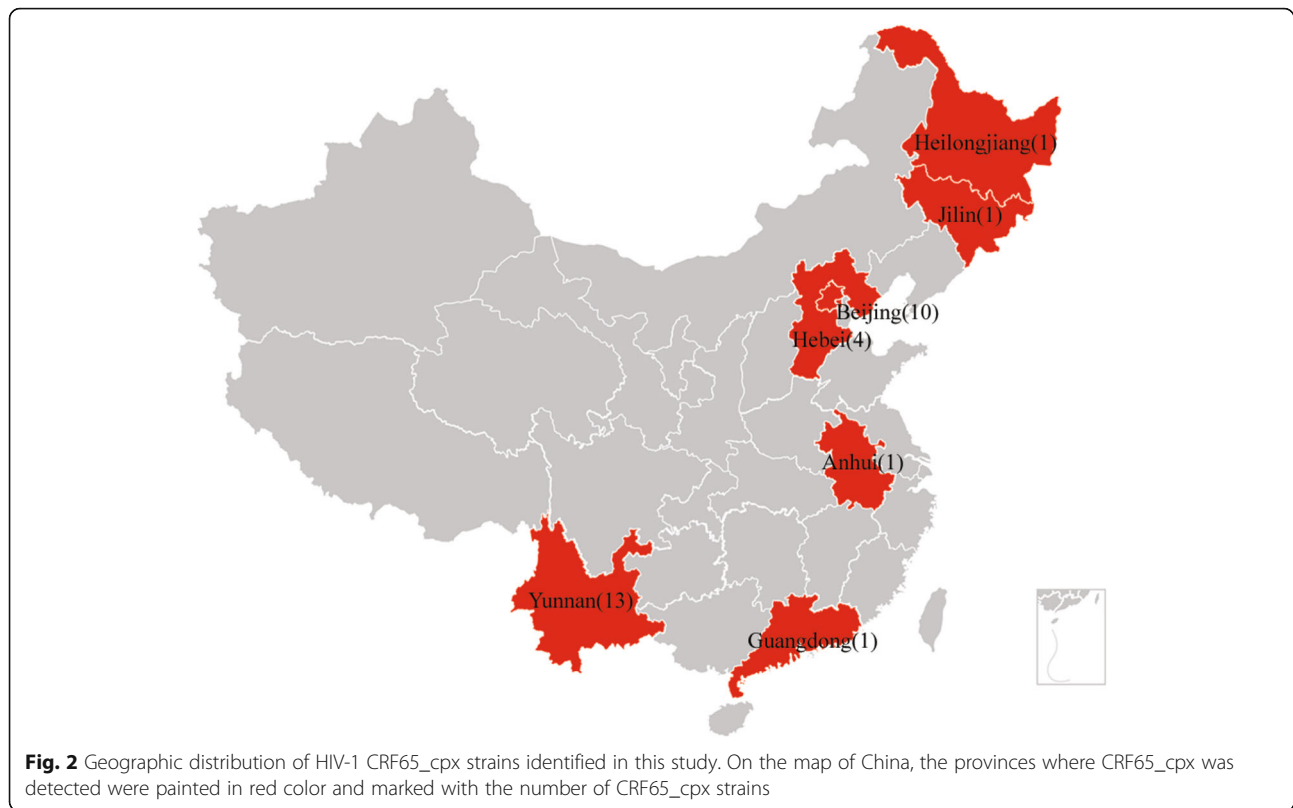 Heilongjiang(1)
Jilin(1)
Beijing(10)
Hebei(4)
Anhui(1)
Yunnan(13)
Guangdong(1)
Fig. 2 Geographic distribution of HIV-1 CRF65_cpx strains identified in this study. On the map of China, the provinces where CRF65_cpx was
detected were painted in red color and marked with the number of CRF65_cpx strains